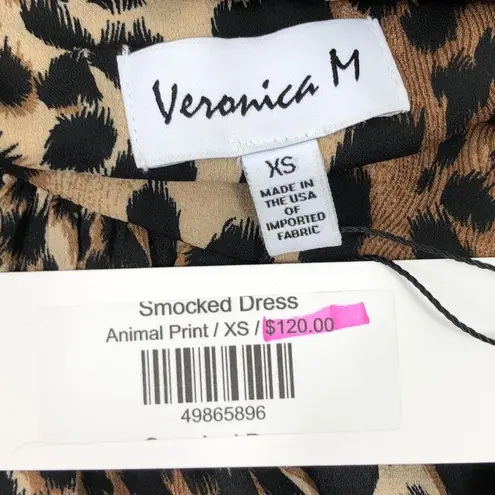 Veronica M
XS
MADE IN
THE USA
OF
IMPORTED
FABRIC
Smocked Dress
Animal Print / XS / $120.00
49865896